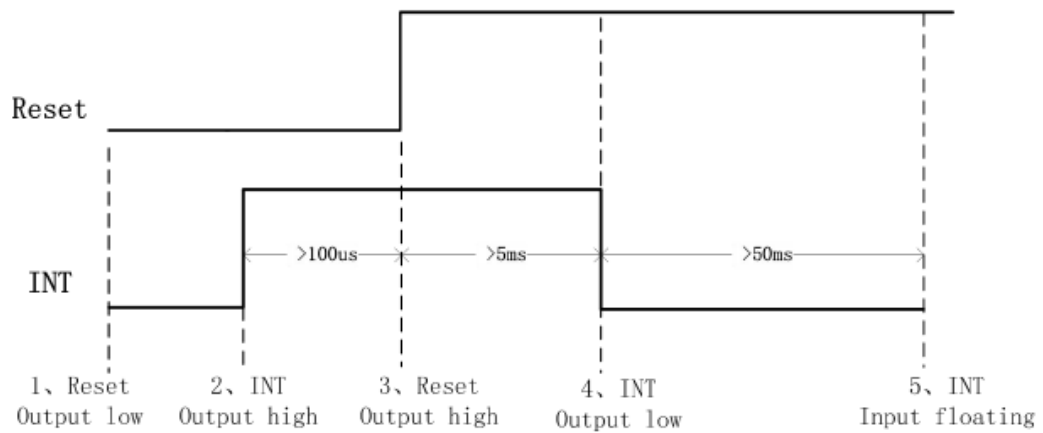 Reset
>100us
>5ms
>50ms
INT
1、Reset
Output low
2、INT
Output high
3、Reset
Output high
4、INT
Output low
5、INT
Input floating